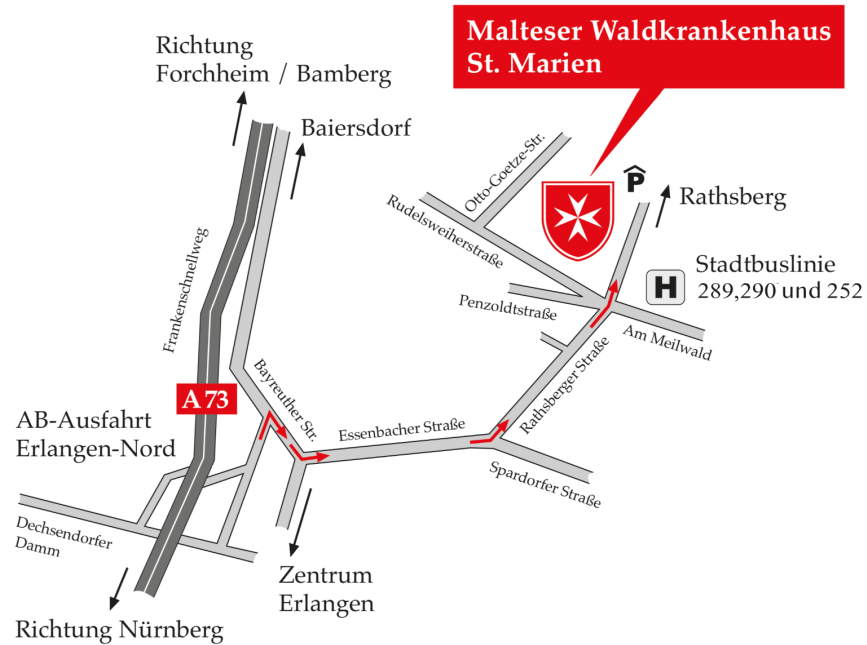 Malteser Waldkrankenhaus
St. Marien
Richtung
Forchheim / Bamberg
Baiersdorf
Otto-Goetze-Str.
P
Rathsberg
Rudelsweiherstraße
Frankenschnellweg
Stadtbuslinie
289,290 und 252
H
Penzoldtstraße
Am Meilwald
Bayreuther Str.
Rathsberger Straße
A 73
AB-Ausfahrt
Erlangen-Nord
Essenbacher Straße
Spardorfer Straße
Dechsendorfer
Damm
Zentrum
Erlangen
Richtung Nürnberg